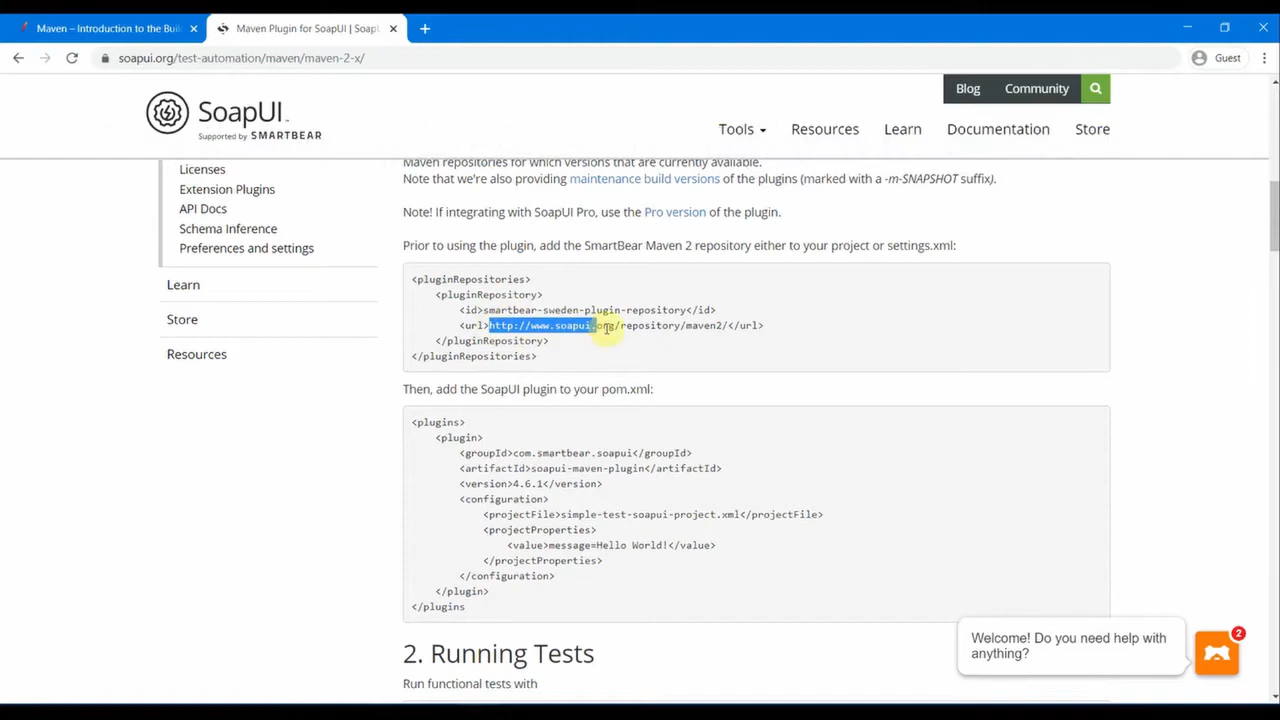 Maven – Introduction to the Buil
Maven Plugin for SoapUI | Soap
soapui.org/test-automation/maven/maven-2-x/
Guest
SoapUI
Supported by SMARTBEAR
Blog
Community
Tools
Resources
Learn
Documentation
Store
Licenses
Extension Plugins
API Docs
Schema Inference
Preferences and settings
Learn
Store
Resources
Maven repositories for which versions that are currently available.
Note that we're also providing maintenance build versions of the plugins (marked with a -m-SNAPSHOT suffix).
Note! If integrating with SoapUI Pro, use the Pro version of the plugin.
Prior to using the plugin, add the SmartBear Maven 2 repository either to your project or settings.xml:
<pluginRepositories>
<pluginRepository>
<id>smartbear-sweden-plugin-repository</id>
<url>http://www.soapui.org/repository/maven2/</url>
</pluginRepository>
</pluginRepositories>
Then, add the SoapUI plugin to your pom.xml:
<plugins>
<plugin>
<groupId>com.smartbear.soapui</groupId>
<artifactId>soapui-maven-plugin</artifactId>
<version>4.6.1</version>
<configuration>
<projectFile>simple-test-soapui-project.xml</projectFile>
<projectProperties>
<value>message=Hello World!</value>
</projectProperties>
</configuration>
</plugin>
</plugins
2. Running Tests
Run functional tests with
Welcome! Do you need help with
anything?
2